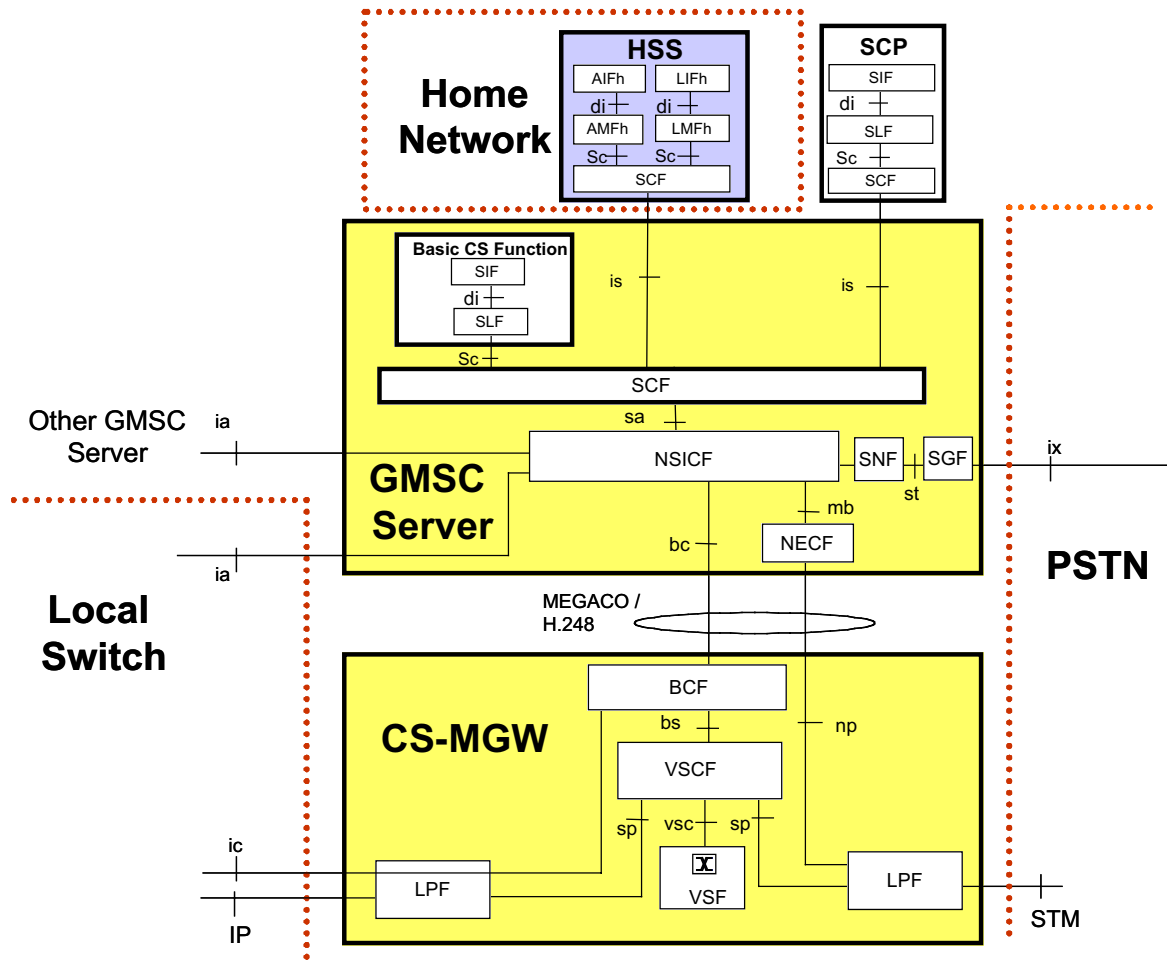 HSS
SCP
AIFh
LIFh
SIF
di
di
di
Home
Network
AMFh
LMFh
SLF
Sc
Sc
Sc
SCF
SCF
Basic CS Function
SIF
di
SLF
Sc
is
is
SCF
sa
Other GMSC
Server
ia
NSICF
SNF
SGF
st
ix
GMSC
Server
mb
bc
NECF
ia
PSTN
Local
Switch
MEGACO /
H.248
BCF
bs
np
CS-MGW
VSCF
sp
vsc
sp
ic
LPF
VSF
LPF
IP
STM